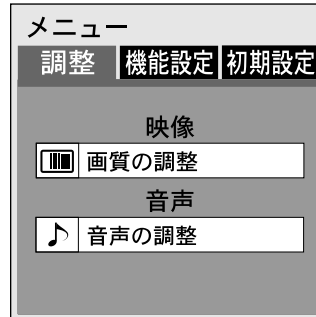 メニュー
調整 機能設定 初期設定
映像
画質の調整
音声
音声の調整